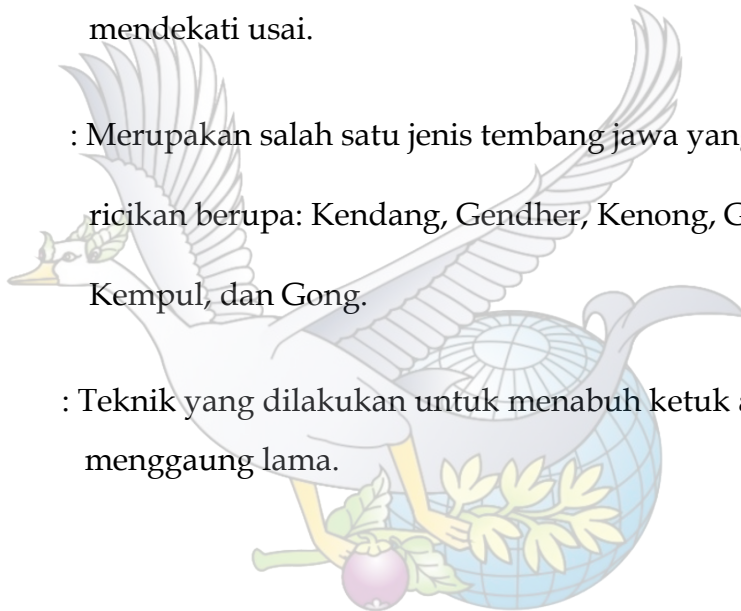 mendekati usai.
: Merupakan salah satu jenis tembang jawa yang
ricikan berupa: Kendang, Gendher, Kenong, G
Kempul, dan Gong.
: Teknik yang dilakukan untuk menabuh ketuk a
menggaung lama.